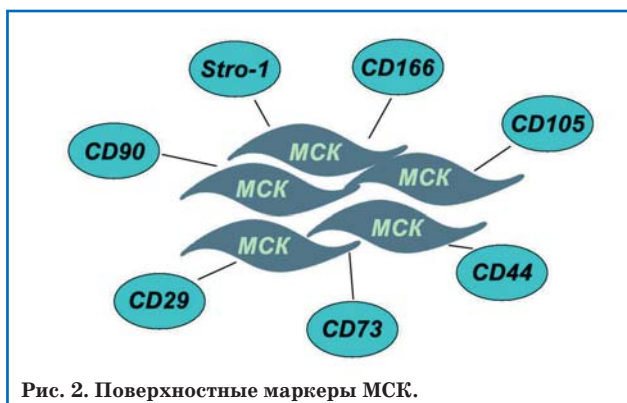 Stro-1
CD166
CD105
CD90
МСК
МСК
МСК
МСК
МСК
CD29
CD44
CD73
Рис. 2. Поверхностные маркеры МСК.